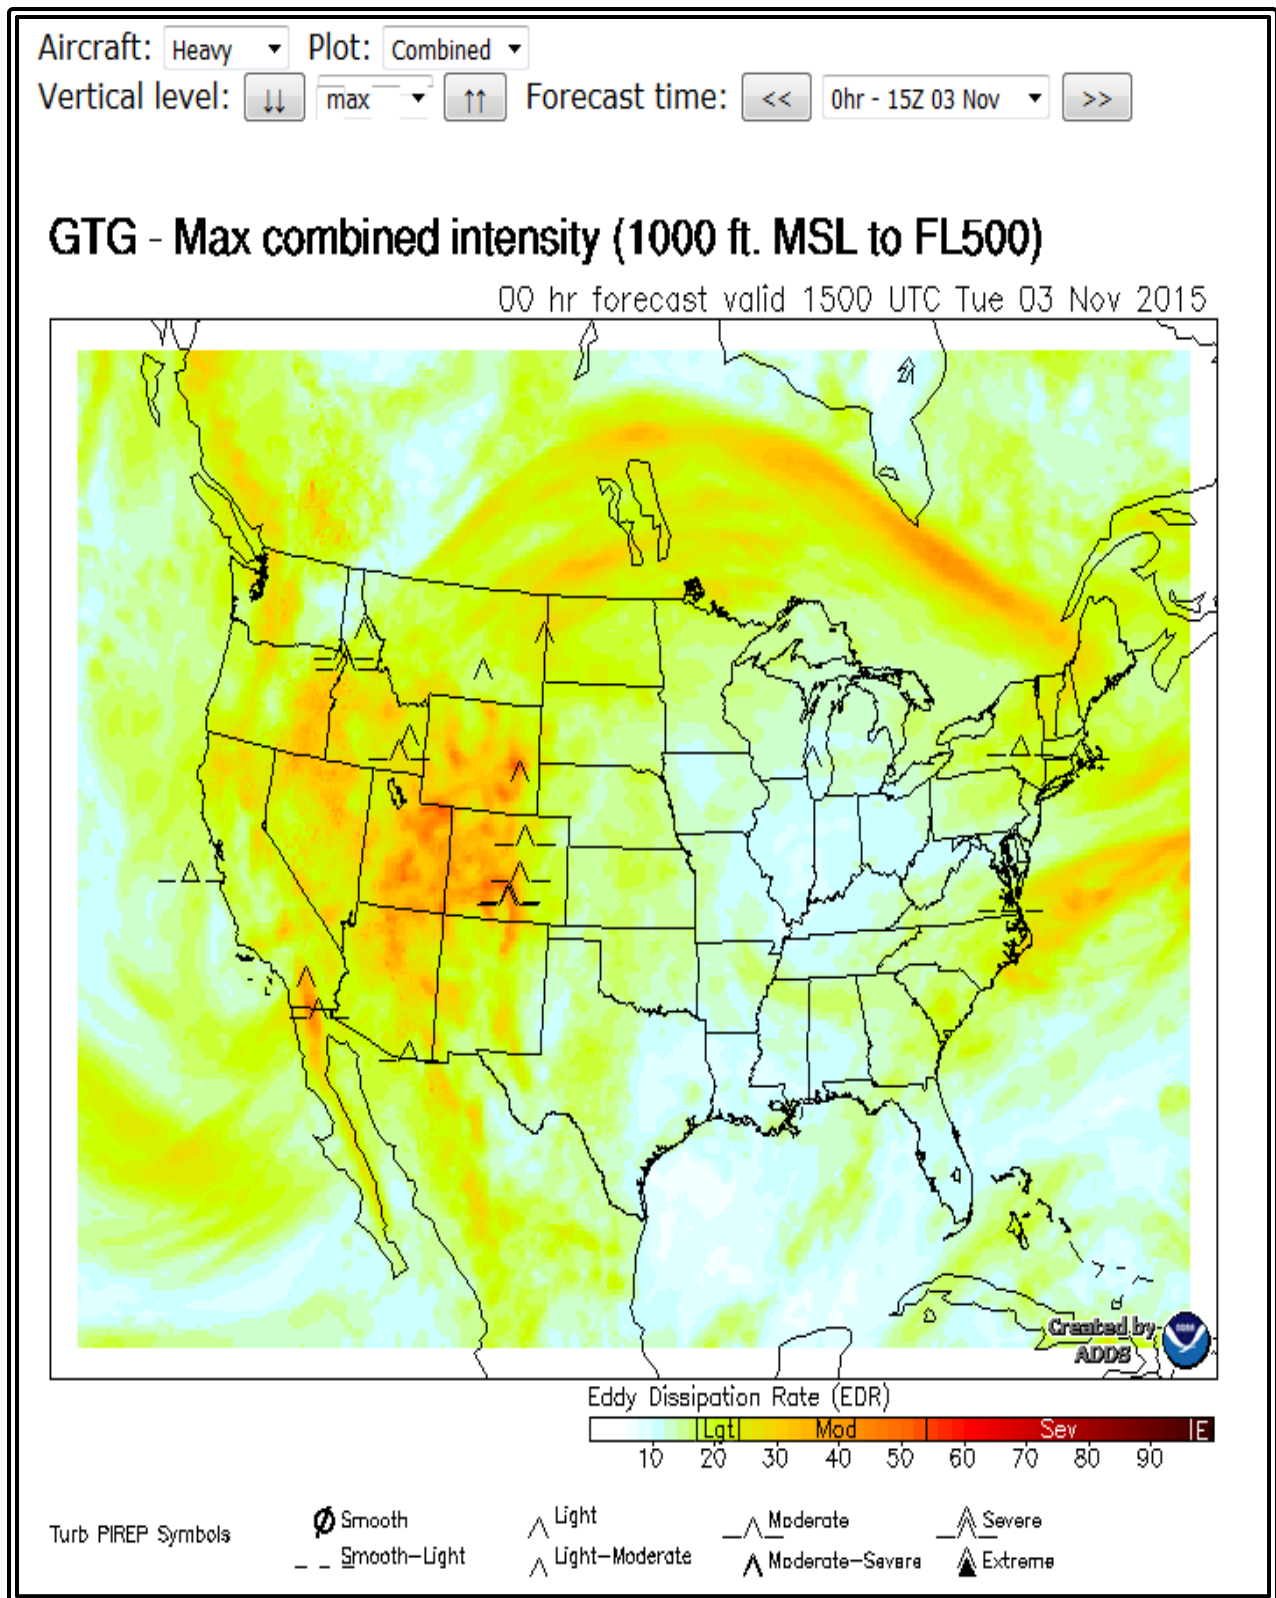 Aircraft: Heavy Plot: Combined
Vertical level: ↓↓ max ↑↑ Forecast time: << 0hr - 15Z 03 Nov >>
GTG - Max combined intensity (1000 ft. MSL to FL500)
00 hr forecast valid 1500 UTC Tue 03 Nov 2015
Created by
ADDS
Eddy Dissipation Rate (EDR)
Lgt Mod Sev E
10 20 30 40 50 60 70 80 90
Turb PIREP Symbols
Smooth Light Moderate Severe
Smooth-Light Light-Moderate Moderate-Severe Extreme